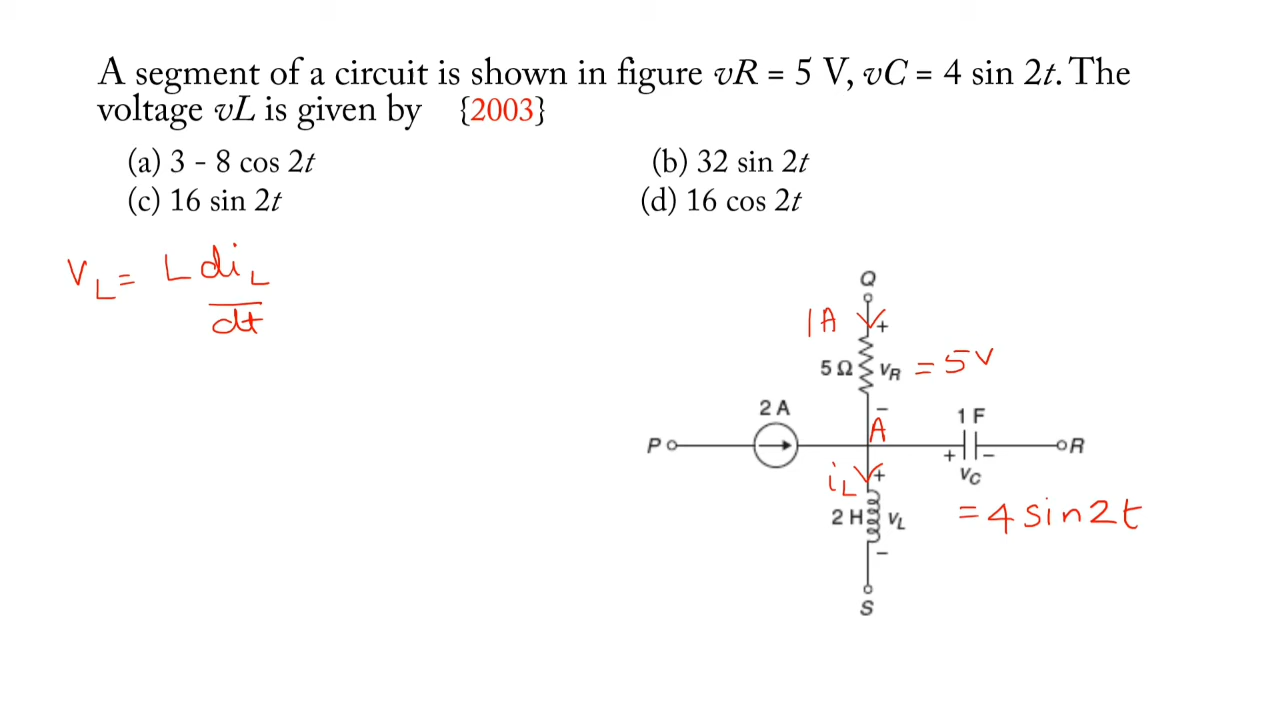 A segment of a circuit is shown in figure vR = 5 V, vC = 4 sin 2t. The
voltage vL is given by {2003}
(a) 3 - 8 cos 2t
(b) 32 sin 2t
(c) 16 sin 2t
(d) 16 cos 2t
VL = L diL
dt
Q
1A
+
5 Ω
VR
= 5V
−
2 A
A
1 F
P
R
+
−
VC
iL
+
2 H
VL
= 4 sin2t
−
S